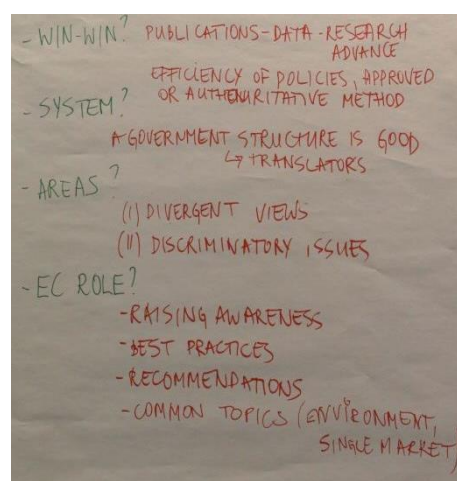 - WIN-WIN? PUBLICATIONS-DATA-RESEARCH
ADVANCE
EFFICIENCY OF POLICIES, APPROVED
OR AUTHENURITATIVE METHOD
- SYSTEM?
A GOVERNMENT STRUCTURE IS GOOD
↳ TRANSLATORS
- AREAS?
(I) DIVERGENT VIEWS
(II) DISCRIMINATORY ISSUES
- EC ROLE?
- RAISING AWARENESS
- BEST PRACTICES
- RECOMMENDATIONS
- COMMON TOPICS (ENVIRONMENT,
SINGLE MARKET)